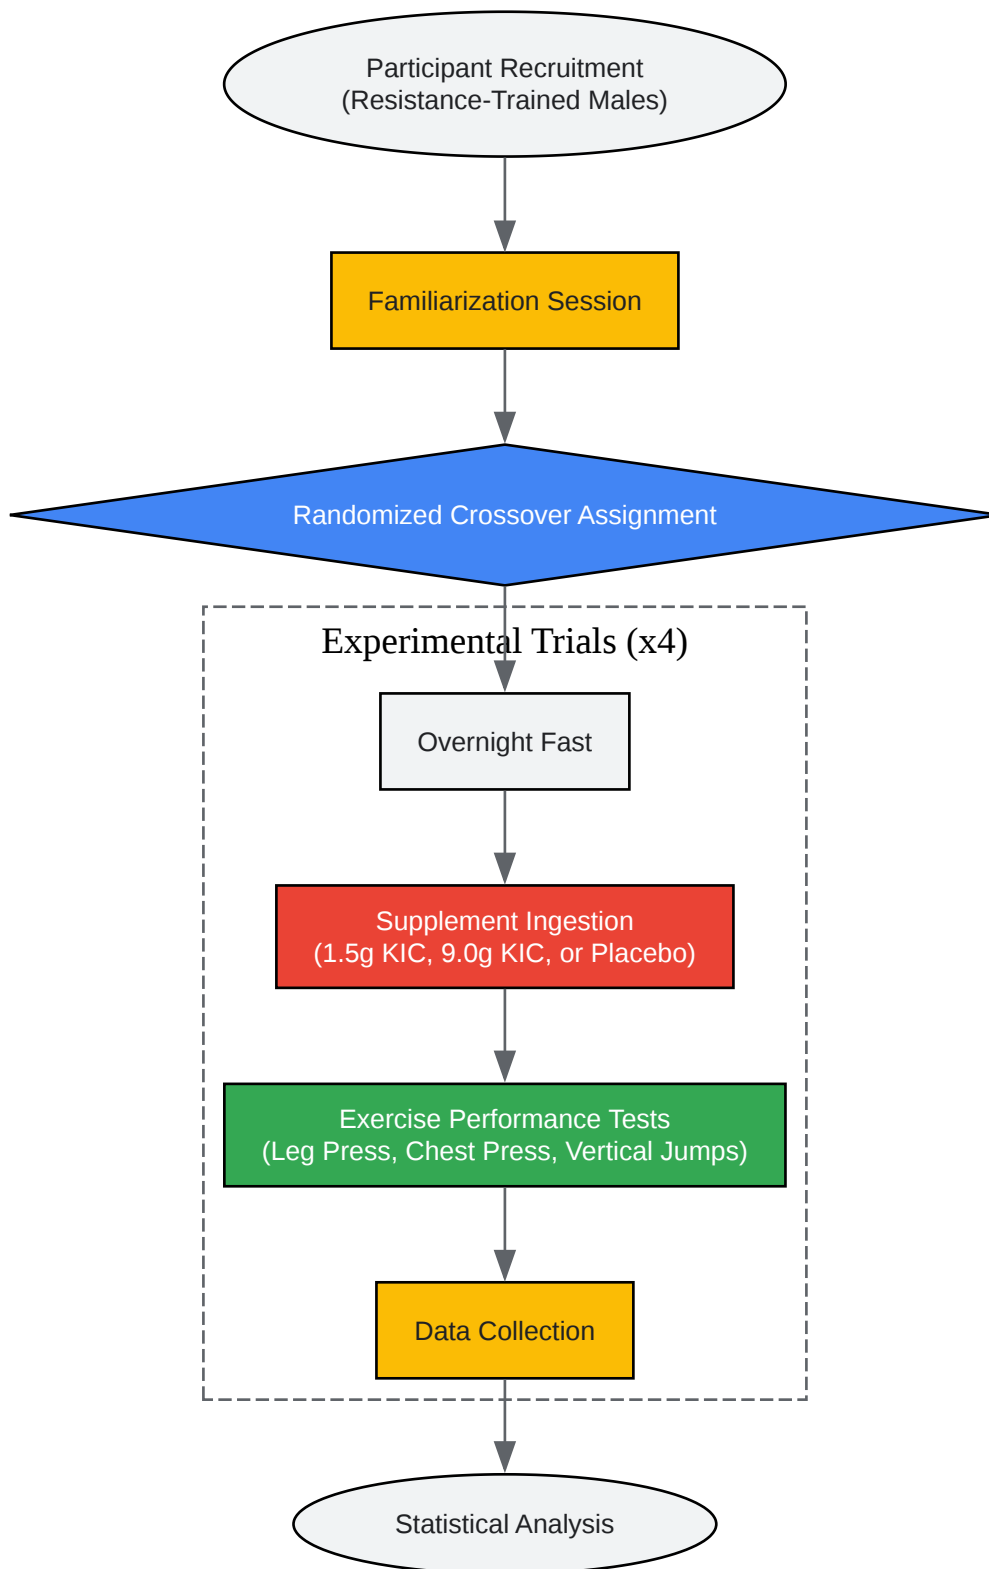 Participant Recruitment
(Resistance-Trained Males)
Familiarization Session
Randomized Crossover Assignment
Experimental Trials (x4)
Overnight Fast
Supplement Ingestion
(1.5g KIC, 9.0g KIC, or Placebo)
Exercise Performance Tests
(Leg Press, Chest Press, Vertical Jumps)
Data Collection
Statistical Analysis